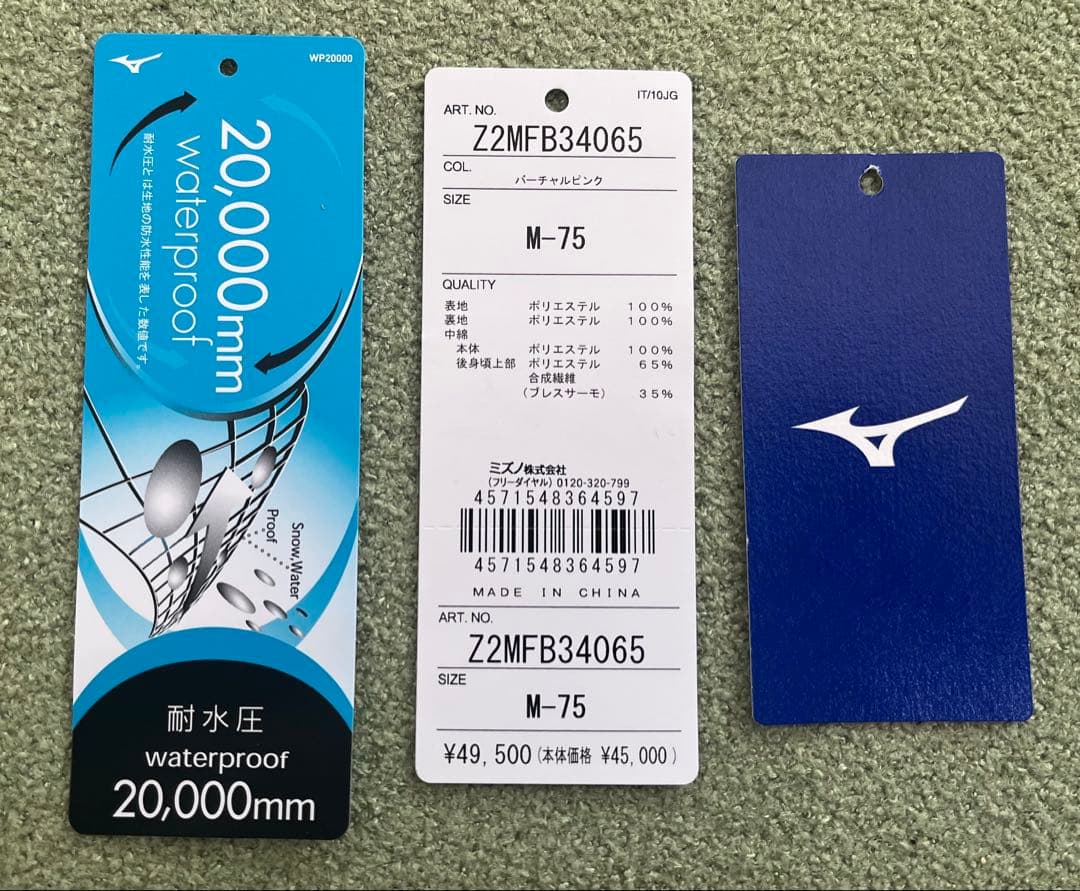 WP20000
20,000mm
waterproof
耐水圧とは生地の防水性能を表した数値です。
Snow,Water
Proof
耐水圧
waterproof
20,000mm
IT/10JG
ART. NO.
Z2MFB34065
COL.
バーチャルピンク
SIZE
M-75
QUALITY
表地 ポリエステル 100%
裏地 ポリエステル 100%
中綿
本体 ポリエステル 100%
後身頃上部 ポリエステル 65%
合成繊維
(ブレスサーモ) 35%
ミズノ株式会社
(フリーダイヤル) 0120-320-799
4571548364597
4571548364597
MADE IN CHINA
ART. NO.
Z2MFB34065
SIZE
M-75
¥49,500(本体価格 ¥45,000)